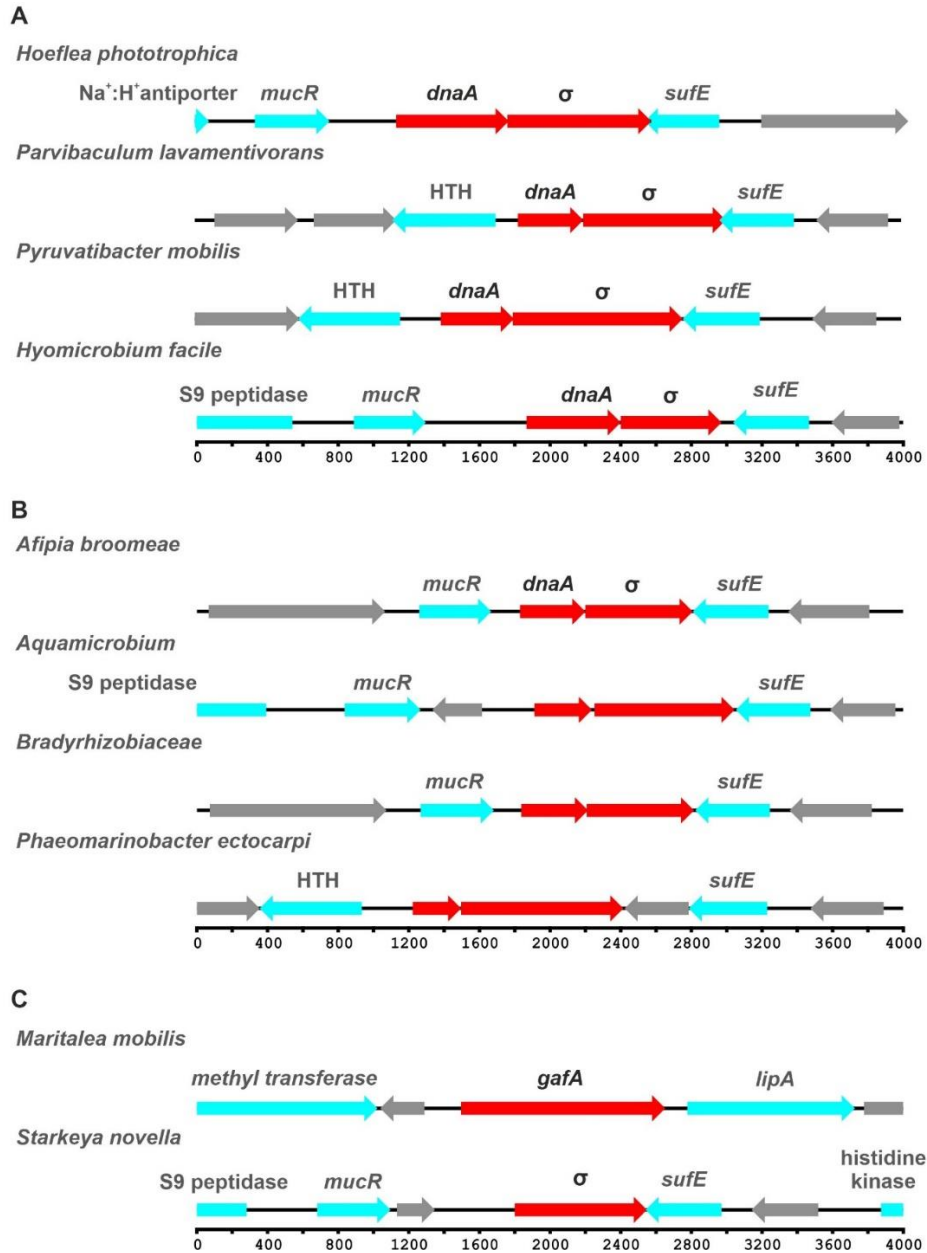 A
Hoeflea phototrophica
Na⁺:H⁺antiporter mucR dnaA σ sufE
Parvibaculum lavamentivorans
HTH dnaA σ sufE
Pyruvatibacter mobilis
HTH dnaA σ sufE
Hyomicrobium facile
S9 peptidase mucR dnaA σ sufE
0 400 800 1200 1600 2000 2400 2800 3200 3600 4000
B
Afipia broomeae
mucR dnaA σ sufE
Aquamicrobium
S9 peptidase mucR sufE
Bradyrhizobiaceae
mucR sufE
Phaeomarinobacter ectocarpi
HTH sufE
0 400 800 1200 1600 2000 2400 2800 3200 3600 4000
C
Maritalea mobilis
methyl transferase gafA lipA
Starkeya novella
S9 peptidase mucR σ sufE histidine kinase
0 400 800 1200 1600 2000 2400 2800 3200 3600 4000